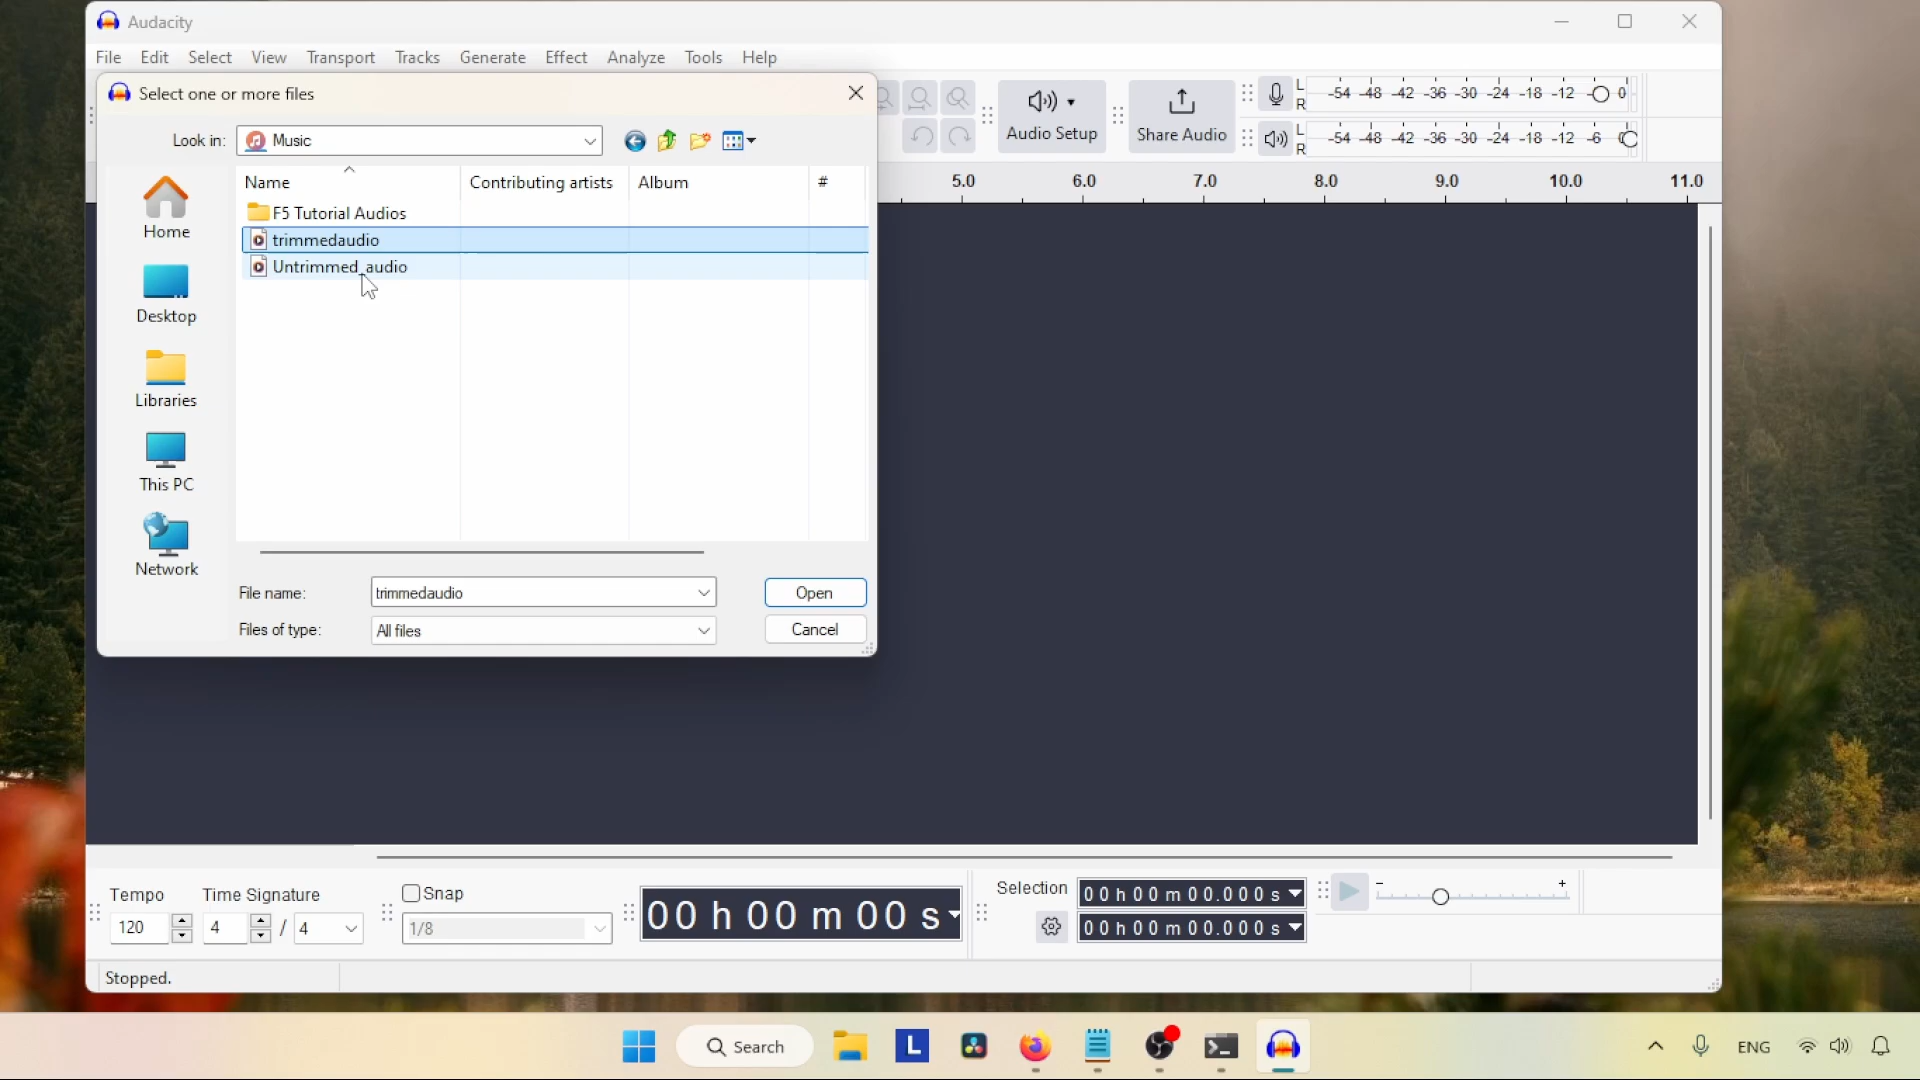 Audacity
File Edit Select View Transport Tracks Generate Effect Analyze Tools Help
Select one or more files
Look in: Music
Audio Setup
Share Audio
L
R
-54 -48 -42 -36 -30 -24 -18 -12 0
L
R
-54 -48 -42 -36 -30 -24 -18 -12 -6
5.0 6.0 7.0 8.0 9.0 10.0 11.0
Name Contributing artists Album #
F5 Tutorial Audios
trimmedaudio
Untrimmed_audio
Home
Desktop
Libraries
This PC
Network
File name: trimmedaudio Open
Files of type: All files Cancel
Tempo Time Signature Snap
120 4 / 4 1/8
00 h 00 m 00 s
Selection 00 h 00 m 00.000 s
00 h 00 m 00.000 s
- +
Stopped.
Search L ENG